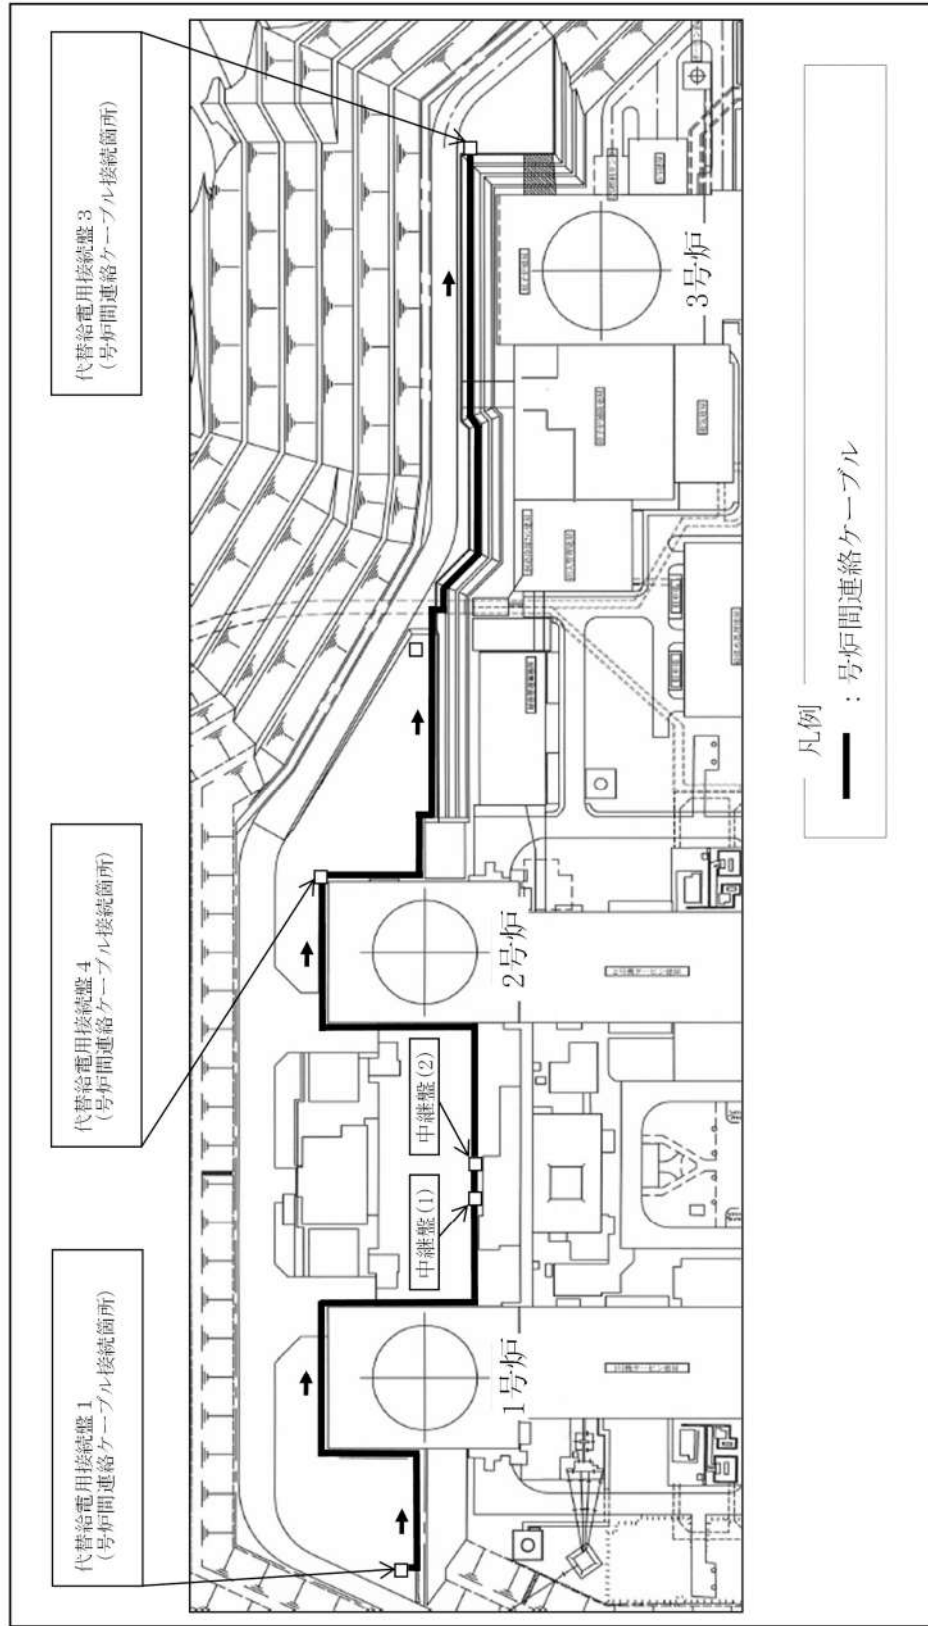 代替給電用接続盤1
(号炉間連絡ケーブル接続箇所)
代替給電用接続盤4
(号炉間連絡ケーブル接続箇所)
代替給電用接続盤3
(号炉間連絡ケーブル接続箇所)
中継盤(1)
中継盤(2)
1号炉
2号炉
3号炉
凡例
:号炉間連絡ケーブル